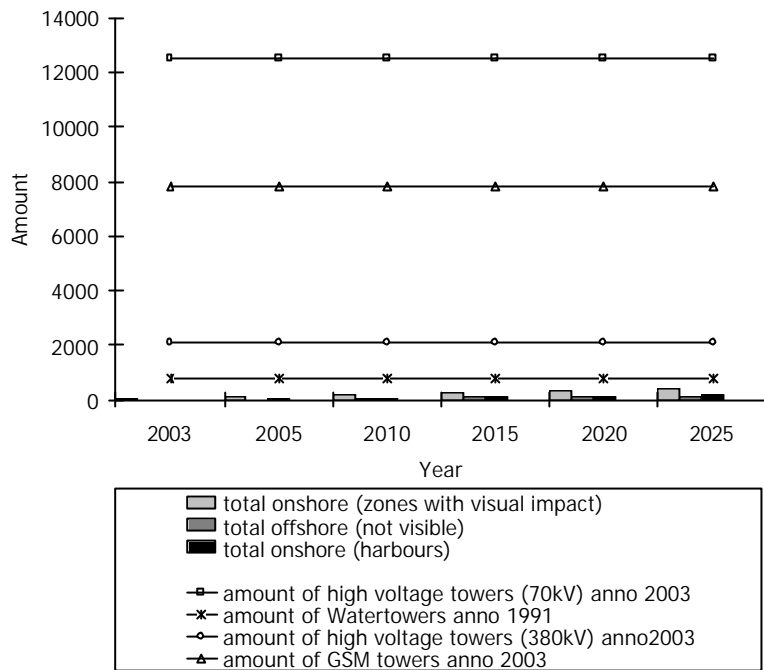 14000
12000
10000
8000
6000
4000
2000
0
Amount
2003 2005 2010 2015 2020 2025
Year
total onshore (zones with visual impact)
total offshore (not visible)
total onshore (harbours)
amount of high voltage towers (70kV) anno 2003
amount of Watertowers anno 1991
amount of high voltage towers (380kV) anno2003
amount of GSM towers anno 2003